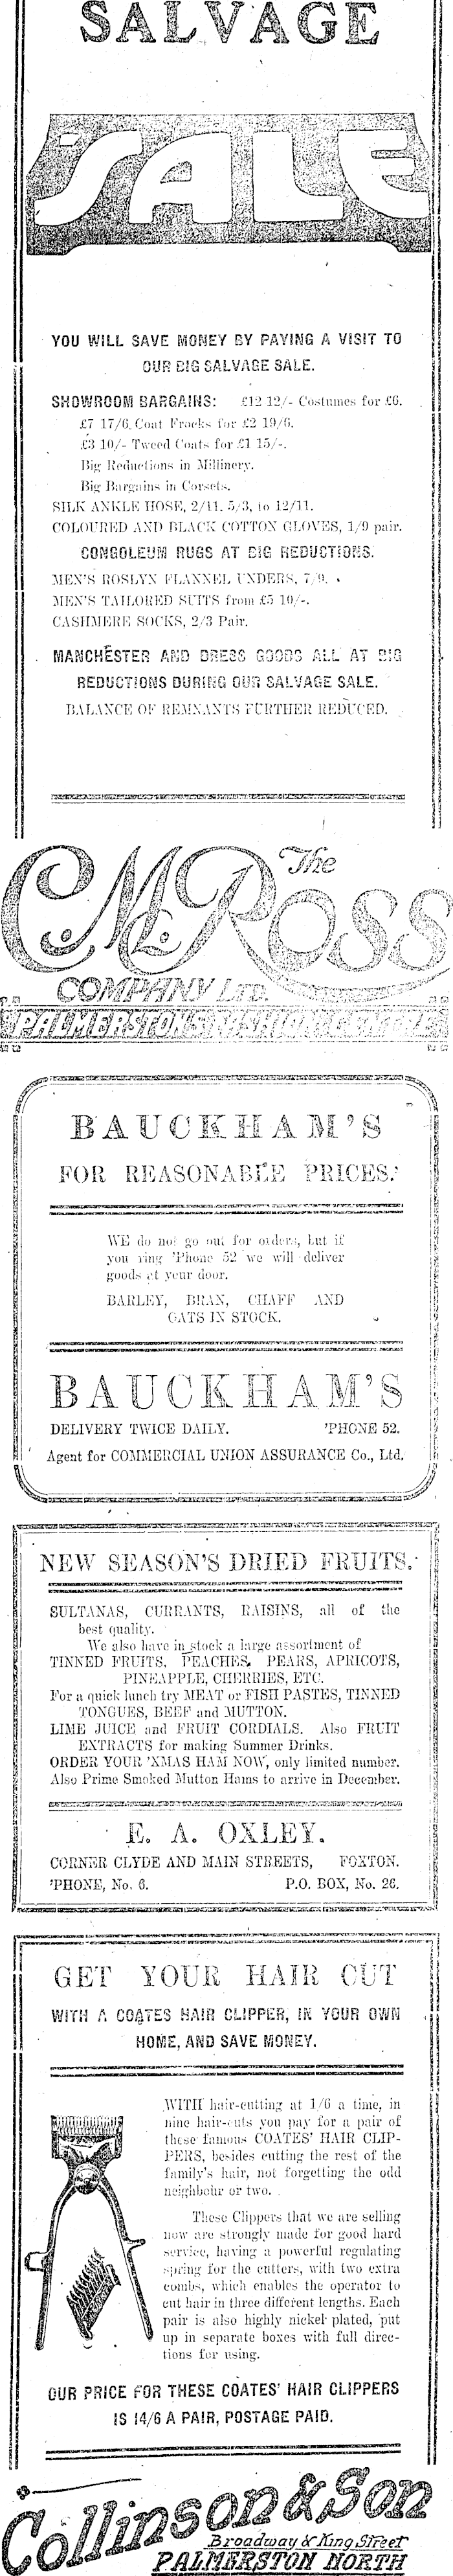 SALVAGE
SALE
YOU WILL SAVE MONEY BY PAYING A VISIT TO
OUR BIG SALVAGE SALE.
SHOWROOM BARGAINS: £12 12/- Costumes for £6.
£7 17/6 Coat Frocks for £2 19/6.
£3 10/- Tweed Coats for £1 15/-.
Big Reductions in Millinery.
Big Bargains in Corsets.
SILK ANKLE HOSE, 2/11. 5/3, to 12/11.
COLOURED AND BLACK COTTON GLOVES, 1/9 pair.
CONGOLEUM RUGS AT BIG REDUCTIONS.
MEN'S ROSLYN FLANNEL UNDERS, 7/9.
MEN'S TAILORED SUITS from £5 10/-.
CASHMERE SOCKS, 2/3 Pair.
MANCHESTER AND DRESS GOODS ALL AT BIG
REDUCTIONS DURING OUR SALVAGE SALE.
BALANCE OF REMNANTS FURTHER REDUCED.
The
C.M. Ross
COMPANY LTD.
PALMERSTON'S FASHION CENTRE
BAUCKHAM'S
FOR REASONABLE PRICES.
WE do not go out for orders, but if
you ring 'Phone 52 we will deliver
goods at your door.
BARLEY, BRAN, CHAFF AND
OATS IN STOCK.
BAUCKHAM'S
DELIVERY TWICE DAILY. 'PHONE 52.
Agent for COMMERCIAL UNION ASSURANCE Co., Ltd.
NEW SEASON'S DRIED FRUITS.
SULTANAS, CURRANTS, RAISINS, all of the
best quality.
We also have in stock a large assortment of
TINNED FRUITS. PEACHES, PEARS, APRICOTS,
PINEAPPLE, CHERRIES, ETC.
For a quick lunch try MEAT or FISH PASTES, TINNED
TONGUES, BEEF and MUTTON.
LIME JUICE and FRUIT CORDIALS. Also FRUIT
EXTRACTS for making Summer Drinks.
ORDER YOUR 'XMAS HAM NOW, only limited number.
Also Prime Smoked Mutton Hams to arrive in December.
E. A. OXLEY.
CORNER CLYDE AND MAIN STREETS, FOXTON.
'PHONE, No. 6. P.O. BOX, No. 26.
GET YOUR HAIR CUT
WITH A COATES HAIR CLIPPER, IN YOUR OWN
HOME, AND SAVE MONEY.
WITH hair-cutting at 1/6 a time, in
nine hair-cuts you pay for a pair of
these famous COATES' HAIR CLIP-
PERS, besides cutting the rest of the
family's hair, not forgetting the odd
neighbour or two.
These Clippers that we are selling
now are strongly made for good hard
service, having a powerful regulating
spring for the cutters, with two extra
combs, which enables the operator to
cut hair in three different lengths. Each
pair is also highly nickel plated, put
up in separate boxes with full direc-
tions for using.
OUR PRICE FOR THESE COATES' HAIR CLIPPERS
IS 14/6 A PAIR, POSTAGE PAID.
Collinson & Son
Broadway & King Street
PALMERSTON NORTH